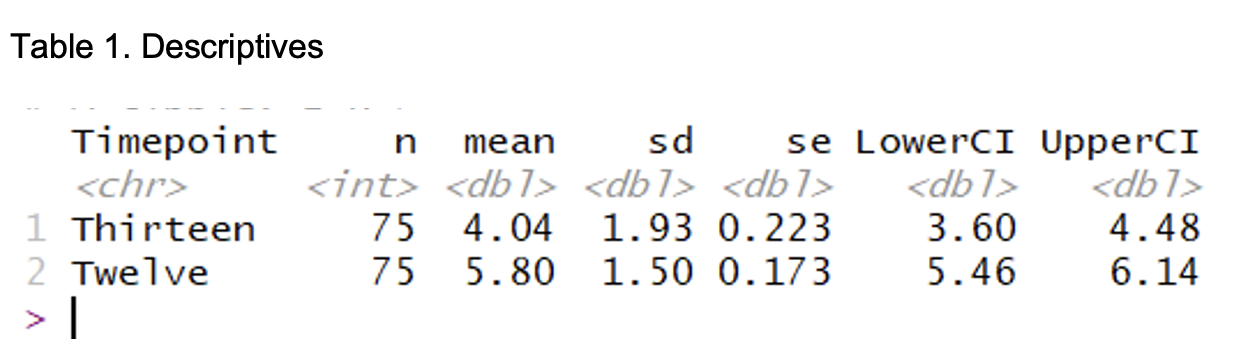 Table 1. Descriptives
Timepoint n mean sd se LowerCI UpperCI
<chr> <int> <dbl> <dbl> <dbl> <dbl> <dbl>
1 Thirteen 75 4.04 1.93 0.223 3.60 4.48
2 Twelve 75 5.80 1.50 0.173 5.46 6.14
>